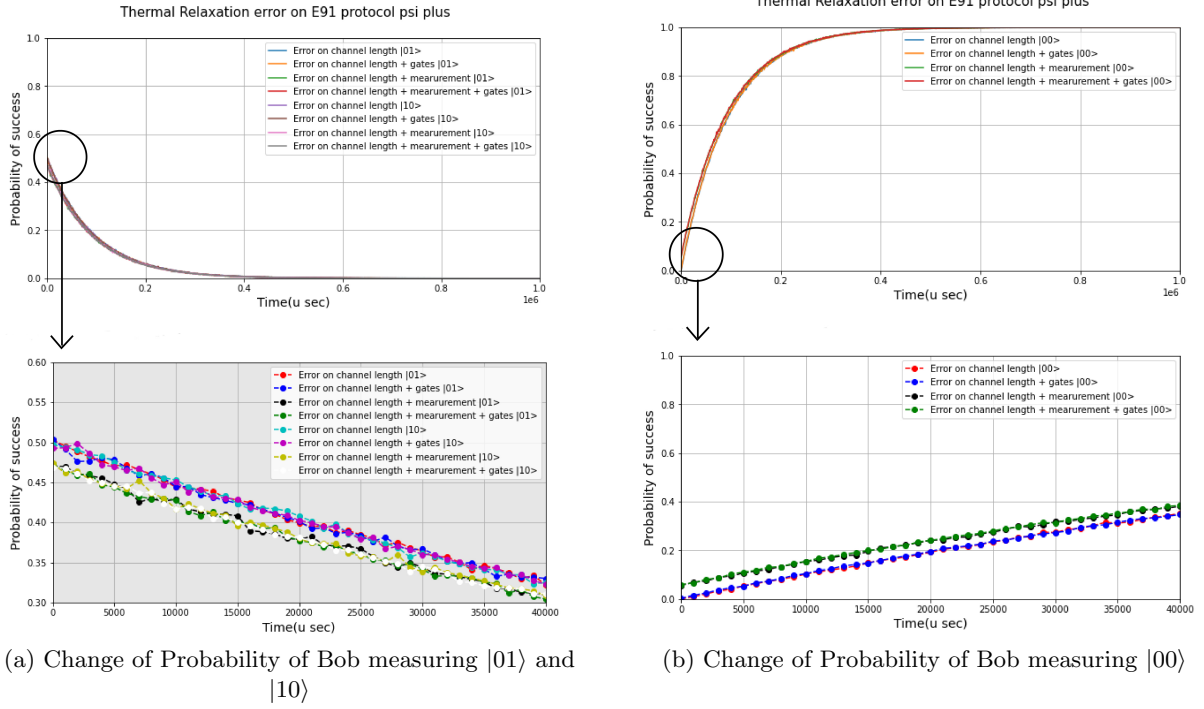 Thermal Relaxation error on E91 protocol psi plus
1.0
0.8
0.6
0.4
0.2
0.0
Probability of success
Error on channel length |01>
Error on channel length + gates |01>
Error on channel length + mearurement |01>
Error on channel length + mearurement + gates |01>
Error on channel length |10>
Error on channel length + gates |10>
Error on channel length + mearurement |10>
Error on channel length + mearurement + gates |10>
0.0 0.2 0.4 0.6 0.8 1.0
1e6
Time(u sec)
0.60
0.55
0.50
0.45
0.40
0.35
0.30
Probability of success
Error on channel length |01>
Error on channel length + gates |01>
Error on channel length + mearurement |01>
Error on channel length + mearurement + gates |01>
Error on channel length |10>
Error on channel length + gates |10>
Error on channel length + mearurement |10>
Error on channel length + mearurement + gates |10>
0 5000 10000 15000 20000 25000 30000 35000 40000
Time(u sec)
(a) Change of Probability of Bob measuring |01⟩ and
|10⟩
Thermal Relaxation error on E91 protocol psi plus
1.0
0.8
0.6
0.4
0.2
0.0
Probability of success
Error on channel length |00>
Error on channel length + gates |00>
Error on channel length + mearurement |00>
Error on channel length + mearurement + gates |00>
0.0 0.2 0.4 0.6 0.8 1.0
1e6
Time(u sec)
1.0
0.8
0.6
0.4
0.2
0.0
Probability of success
Error on channel length |00>
Error on channel length + gates |00>
Error on channel length + mearurement |00>
Error on channel length + mearurement + gates |00>
0 5000 10000 15000 20000 25000 30000 35000 40000
Time(u sec)
(b) Change of Probability of Bob measuring |00⟩